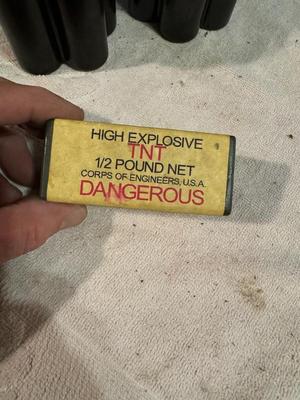 HIGH EXPLOSIVE
TNT
1/2 POUND NET
CORPS OF ENGINEERS, U.S.A.
DANGEROUS